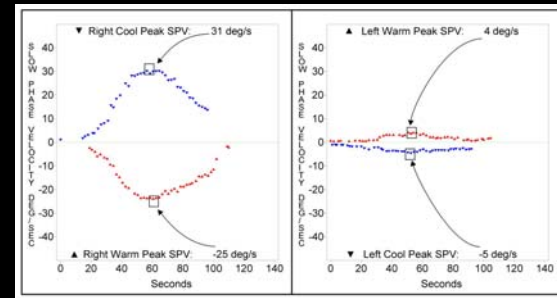 ▼ Right Cool Peak SPV: 31 deg/s
SLOW PHASE VELOCITY DEG/SEC
40
30
20
10
0
-10
-20
-30
-40
▲ Right Warm Peak SPV: -25 deg/s
0 20 40 60 80 100 120 140
Seconds
▲ Left Warm Peak SPV: 4 deg/s
SLOW PHASE VELOCITY DEG/SEC
40
30
20
10
0
-10
-20
-30
-40
▼ Left Cool Peak SPV: -5 deg/s
0 20 40 60 80 100 120 140
Seconds